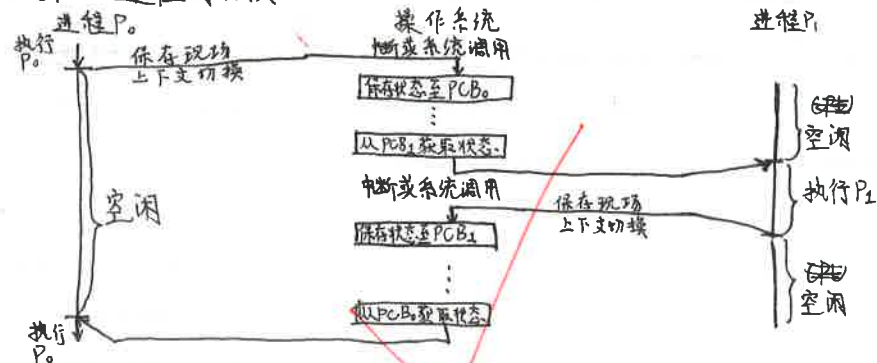 进程P₀
操作系统
进程P₁
执行
P₀
保存现场
上下文切换
中断或系统调用
保存状态至PCB₀
⋮
从PCB₁获取状态
空闲
中断或系统调用
保存现场
上下文切换
执行P₁
保存状态至PCB₁
空闲
⋮
空闲
从PCB₀获取状态
执行
P₀